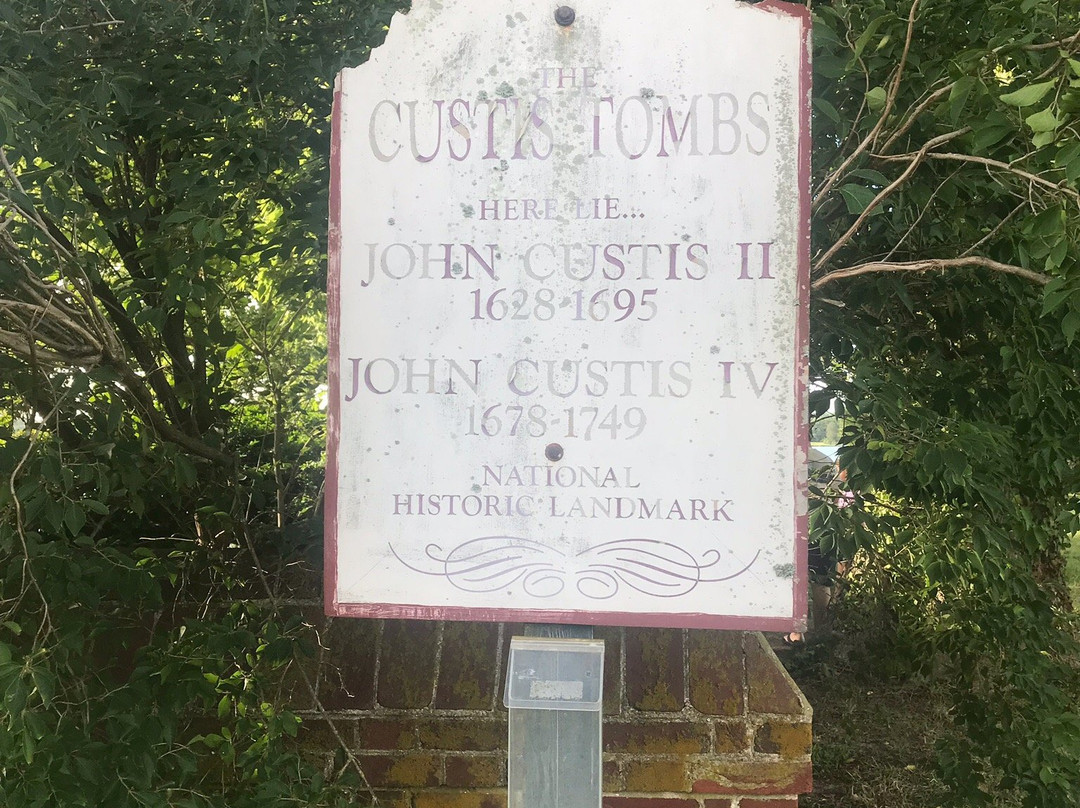 THE
CUSTIS TOMBS
HERE LIE...
JOHN CUSTIS II
1628-1695
JOHN CUSTIS IV
1678-1749
NATIONAL
HISTORIC LANDMARK